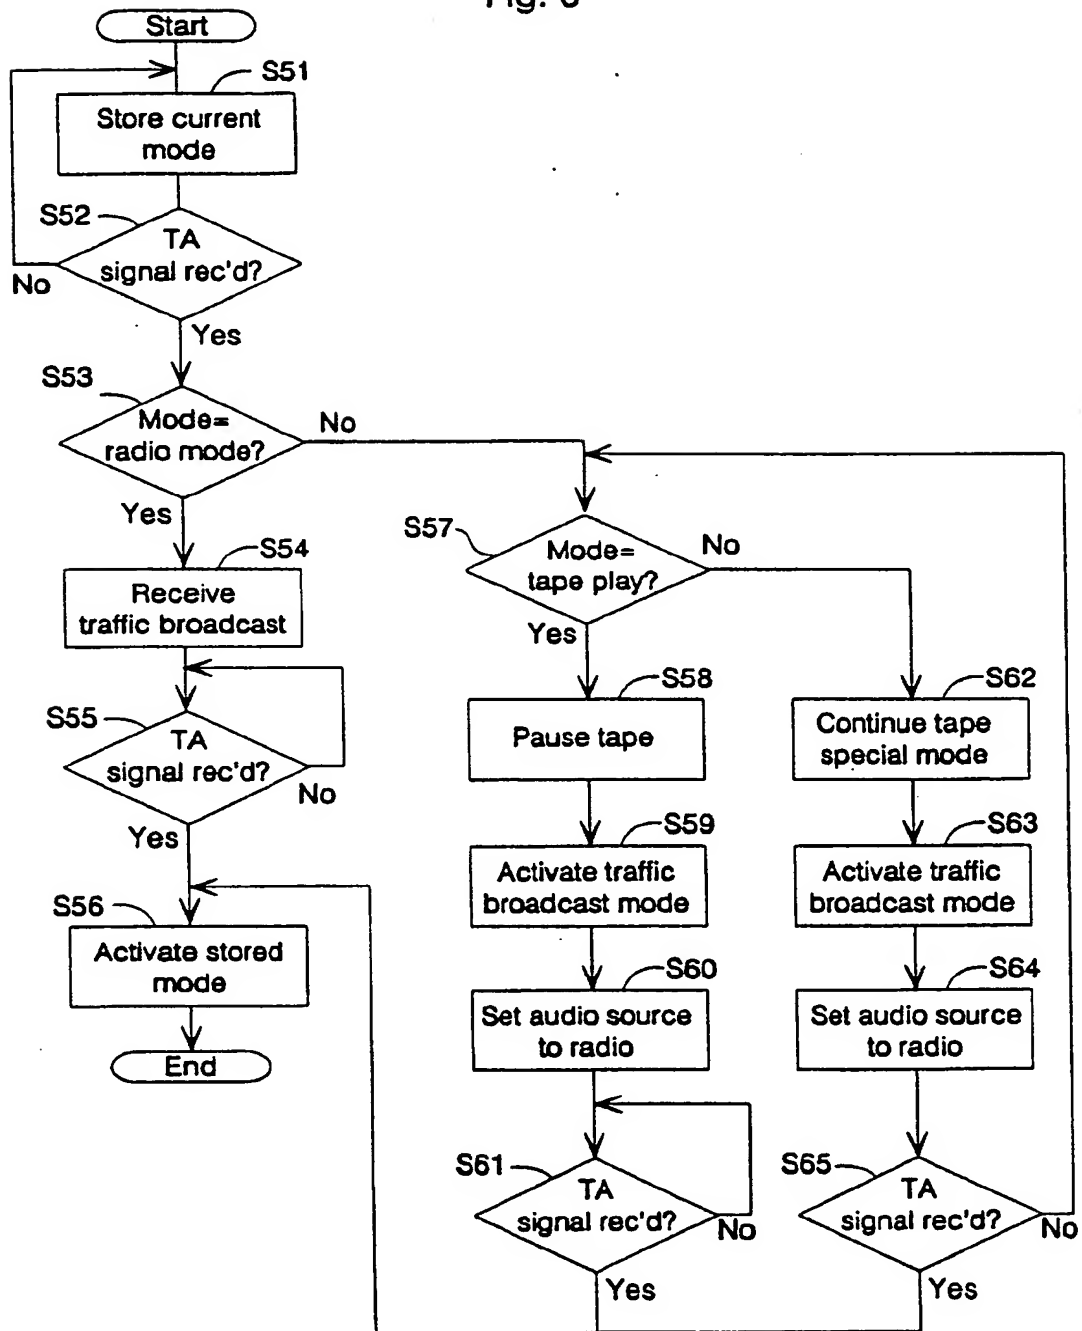 Start
S51
Store current
mode
S52
TA
signal rec'd?
No
Yes
S53
Mode=
radio mode?
No
Yes
S54
Receive
traffic broadcast
S55
TA
signal rec'd?
No
Yes
S56
Activate stored
mode
End
S57
Mode=
tape play?
No
Yes
S58
Pause tape
S59
Activate traffic
broadcast mode
S60
Set audio source
to radio
S61
TA
signal rec'd?
No
Yes
S62
Continue tape
special mode
S63
Activate traffic
broadcast mode
S64
Set audio source
to radio
S65
TA
signal rec'd?
No
Yes